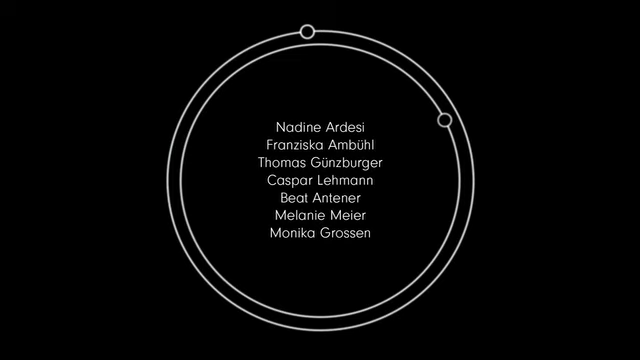 Nadine Ardesi
Franziska Ambühl
Thomas Günzburger
Caspar Lehmann
Beat Antener
Melanie Meier
Monika Grossen